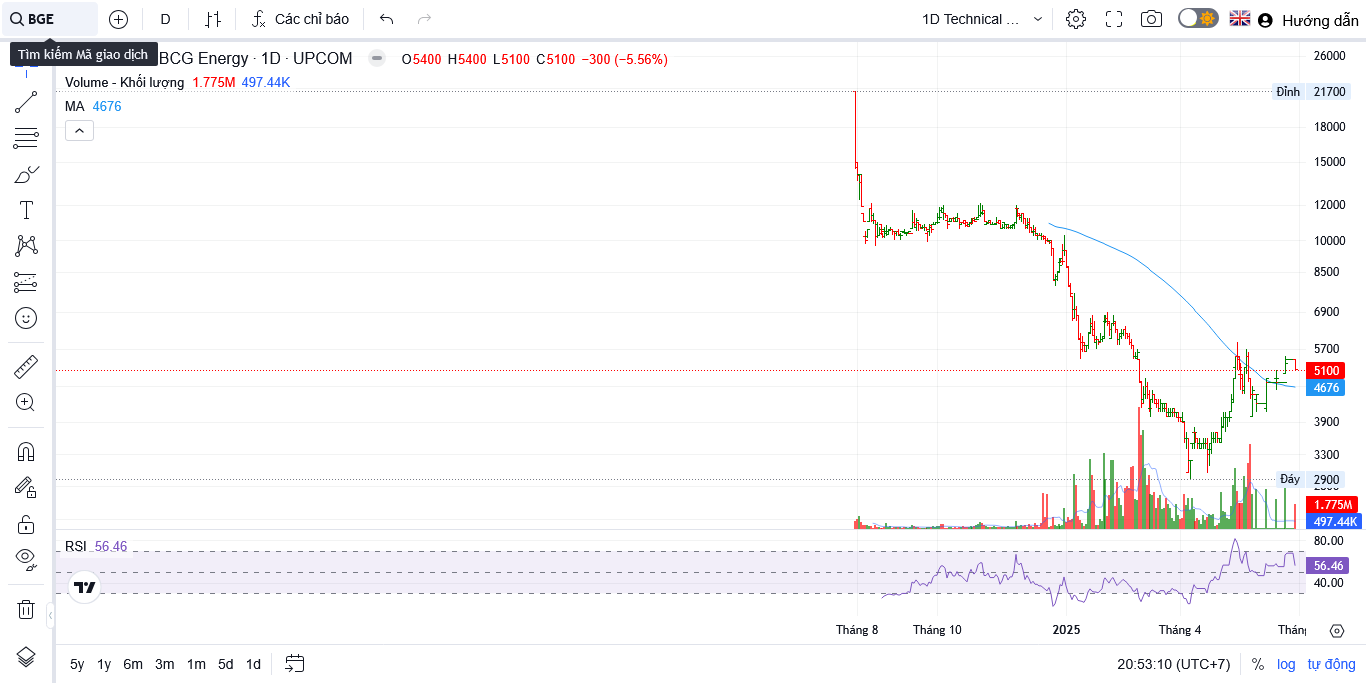 BGE D Các chỉ báo 1D Technical ... Hướng dẫn
Tìm kiếm Mã giao dịch BCG Energy · 1D · UPCOM O5400 H5400 L5100 C5100 −300 (−5.56%)
Volume - Khối lượng 1.775M 497.44K
MA 4676
26000
Đỉnh 21700
18000
15000
12000
10000
8500
6900
5700
5100
4676
3900
3300
Đáy 2900
1.775M
497.44K
RSI 56.46
80.00
56.46
40.00
Tháng 8 Tháng 10 2025 Tháng 4 Tháng
5y 1y 6m 3m 1m 5d 1d 20:53:10 (UTC+7) % log tự động